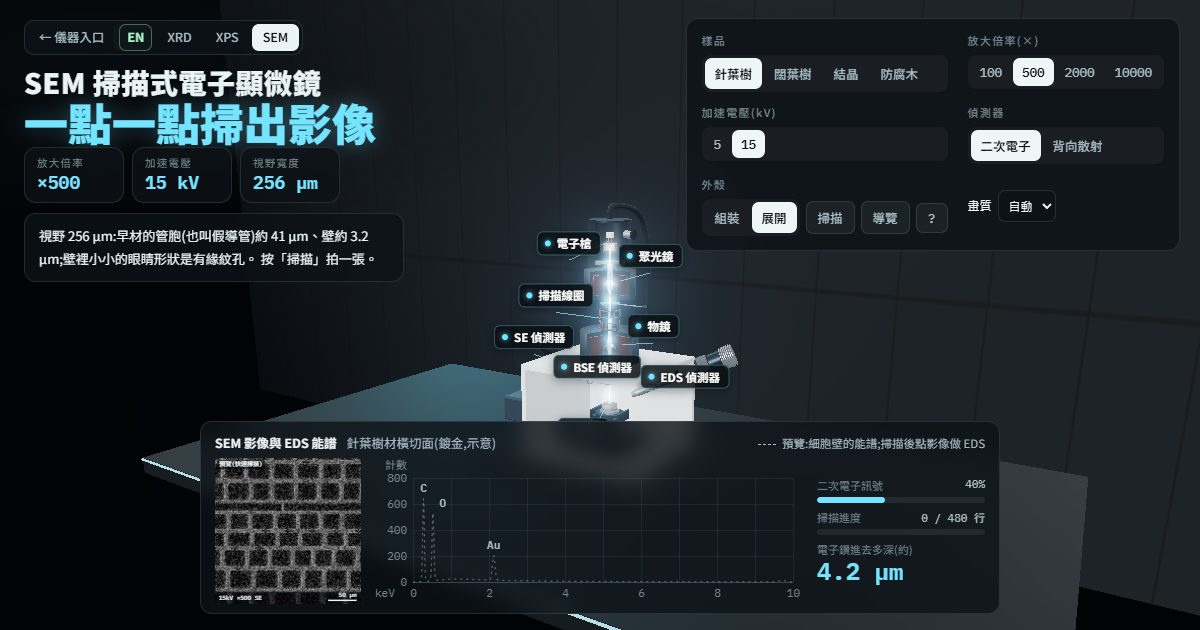 ← 儀器入口 EN XRD XPS SEM
SEM 掃描式電子顯微鏡
一點一點掃出影像
放大倍率
×500
加速電壓
15 kV
視野寬度
256 μm
視野 256 μm:早材的管胞(也叫假導管)約 41 μm、壁約 3.2
μm;壁裡小小的眼睛形狀是有緣紋孔。 按「掃描」拍一張。
樣品
針葉樹 闊葉樹 結晶 防腐木
放大倍率(×)
100 500 2000 10000
加速電壓(kV)
5 15
偵測器
二次電子 背向散射
外殼
組裝 展開 掃描 導覽 ?
畫質 自動
電子槍
聚光鏡
掃描線圈
物鏡
SE 偵測器
BSE 偵測器
EDS 偵測器
SEM 影像與 EDS 能譜 針葉樹材橫切面(鍍金,示意)
預覽:細胞壁的能譜;掃描後點影像做 EDS
預覽(快速掃描)
15kV ×500 SE
50 μm
計數
800
600
400
200
0
C
O
Au
keV 0 2 4 6 8 10
二次電子訊號 40%
掃描進度 0 / 480 行
電子鑽進去多深(約)
4.2 μm